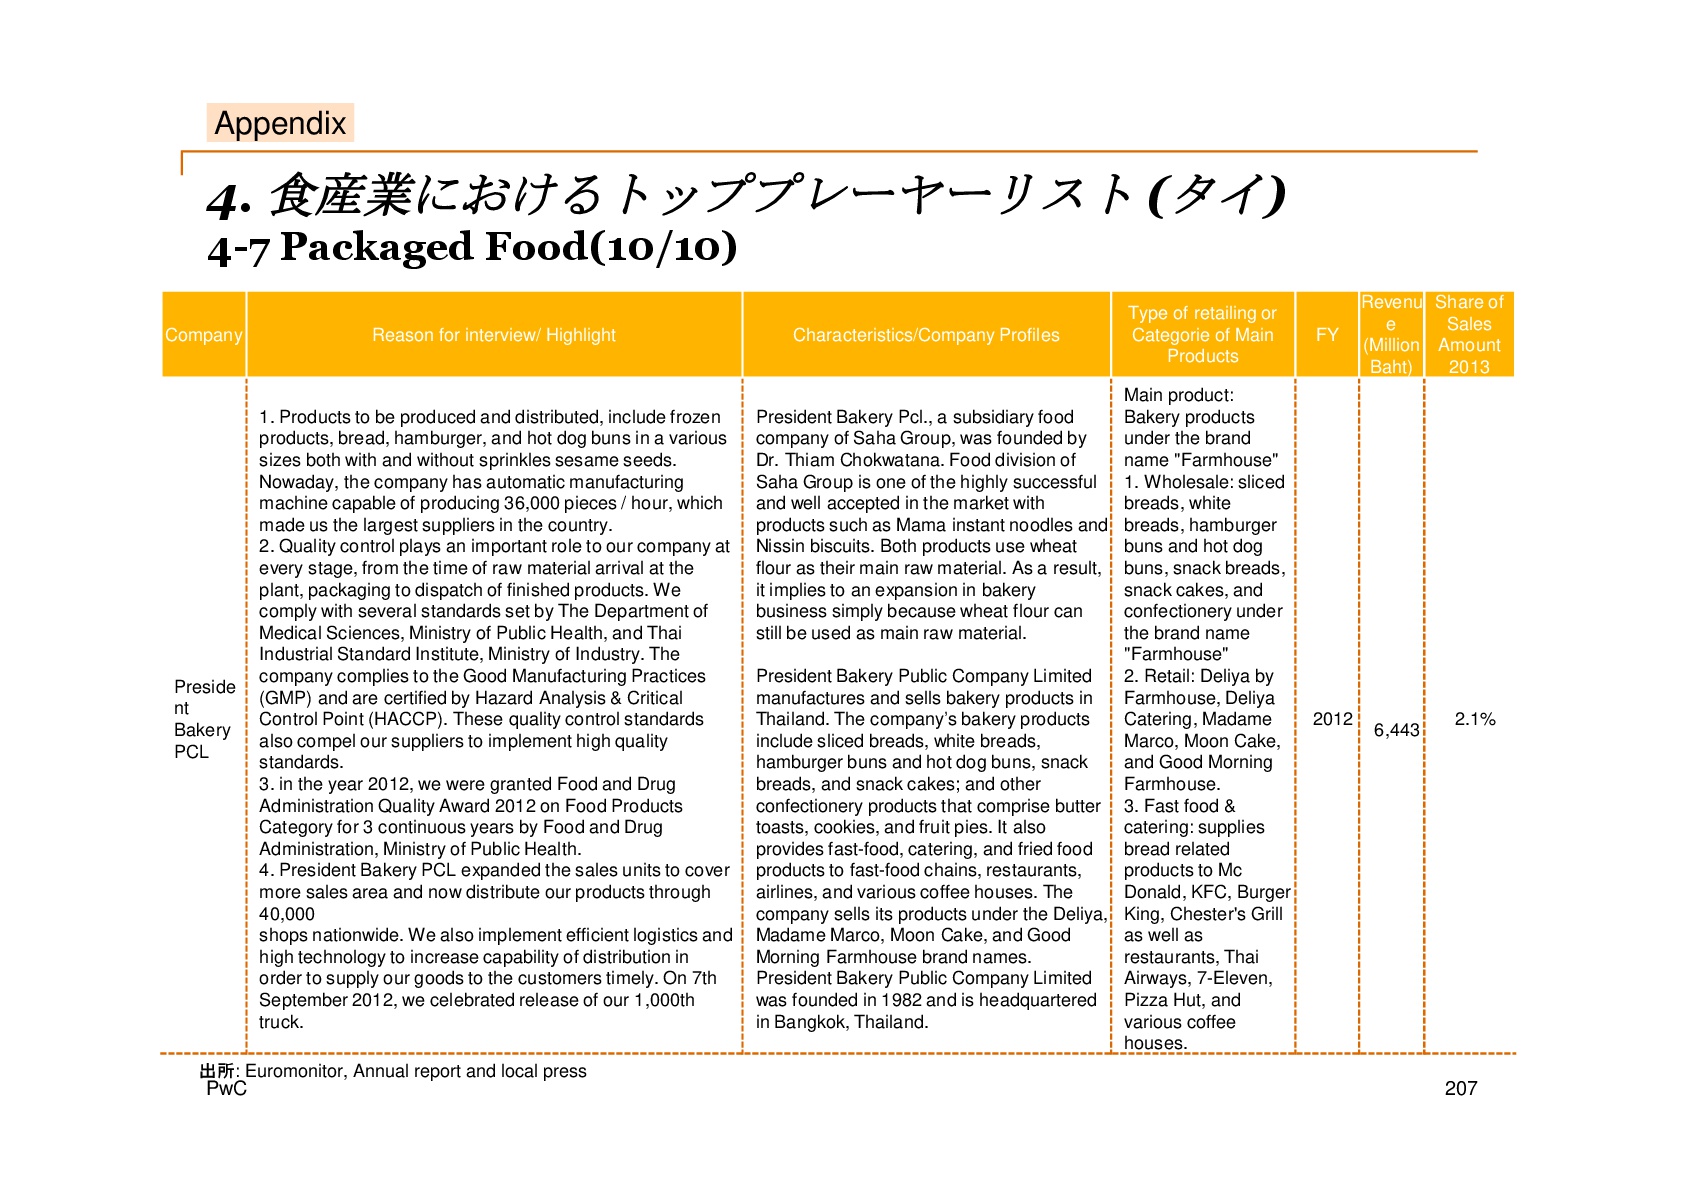 Appendix
4. 食産業におけるトッププレーヤーリスト(タイ)
4-7 Packaged Food(10/10)
Company
Reason for interview/ Highlight
Characteristics/Company Profiles
Type of retailing or
Categorie of Main
Products
FY
Revenu
e
(Million
Baht)
Share of
Sales
Amount
2013
Preside
nt
Bakery
PCL
1. Products to be produced and distributed, include frozen
products, bread, hamburger, and hot dog buns in a various
sizes both with and without sprinkles sesame seeds.
Nowaday, the company has automatic manufacturing
machine capable of producing 36,000 pieces / hour, which
made us the largest suppliers in the country.
2. Quality control plays an important role to our company at
every stage, from the time of raw material arrival at the
plant, packaging to dispatch of finished products. We
comply with several standards set by The Department of
Medical Sciences, Ministry of Public Health, and Thai
Industrial Standard Institute, Ministry of Industry. The
company complies to the Good Manufacturing Practices
(GMP) and are certified by Hazard Analysis & Critical
Control Point (HACCP). These quality control standards
also compel our suppliers to implement high quality
standards.
3. in the year 2012, we were granted Food and Drug
Administration Quality Award 2012 on Food Products
Category for 3 continuous years by Food and Drug
Administration, Ministry of Public Health.
4. President Bakery PCL expanded the sales units to cover
more sales area and now distribute our products through
40,000
shops nationwide. We also implement efficient logistics and
high technology to increase capability of distribution in
order to supply our goods to the customers timely. On 7th
September 2012, we celebrated release of our 1,000th
truck.
President Bakery Pcl., a subsidiary food
company of Saha Group, was founded by
Dr. Thiam Chokwatana. Food division of
Saha Group is one of the highly successful
and well accepted in the market with
products such as Mama instant noodles and
Nissin biscuits. Both products use wheat
flour as their main raw material. As a result,
it implies to an expansion in bakery
business simply because wheat flour can
still be used as main raw material.
President Bakery Public Company Limited
manufactures and sells bakery products in
Thailand. The company’s bakery products
include sliced breads, white breads,
hamburger buns and hot dog buns, snack
breads, and snack cakes; and other
confectionery products that comprise butter
toasts, cookies, and fruit pies. It also
provides fast-food, catering, and fried food
products to fast-food chains, restaurants,
airlines, and various coffee houses. The
company sells its products under the Deliya,
Madame Marco, Moon Cake, and Good
Morning Farmhouse brand names.
President Bakery Public Company Limited
was founded in 1982 and is headquartered
in Bangkok, Thailand.
Main product:
Bakery products
under the brand
name "Farmhouse"
1. Wholesale: sliced
breads, white
breads, hamburger
buns and hot dog
buns, snack breads,
snack cakes, and
confectionery under
the brand name
"Farmhouse"
2. Retail: Deliya by
Farmhouse, Deliya
Catering, Madame
Marco, Moon Cake,
and Good Morning
Farmhouse.
3. Fast food &
catering: supplies
bread related
products to Mc
Donald, KFC, Burger
King, Chester's Grill
as well as
restaurants, Thai
Airways, 7-Eleven,
Pizza Hut, and
various coffee
houses.
2012
6,443
2.1%
出所: Euromonitor, Annual report and local press
PwC
207